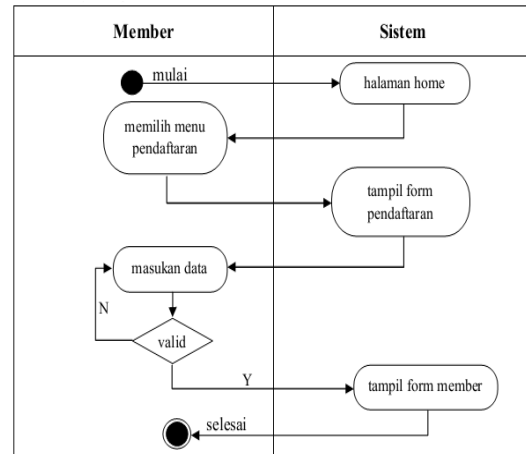 Member
Sistem
mulai
halaman home
memilih menu
pendaftaran
tampil form
pendaftaran
masukan data
N
valid
Y
tampil form member
selesai